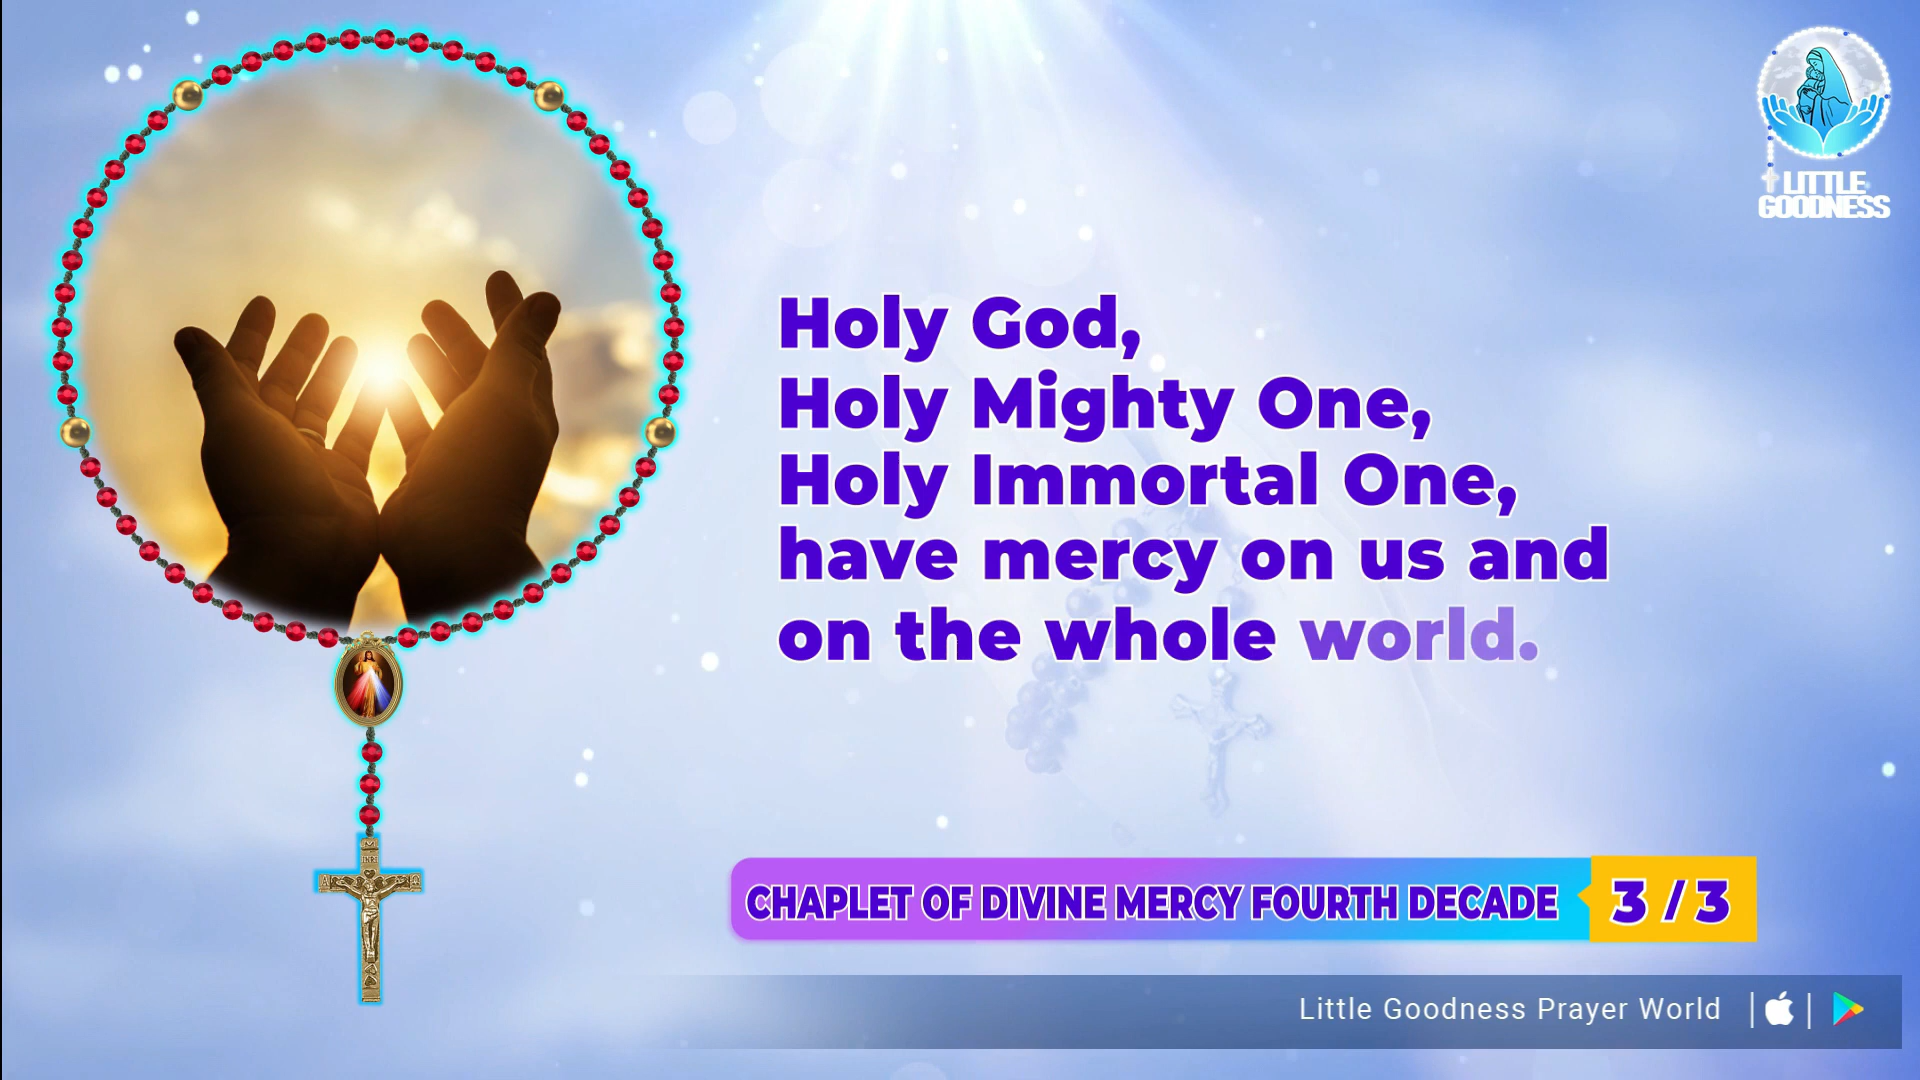 LITTLE
GOODNESS
Holy God,
Holy Mighty One,
Holy Immortal One,
have mercy on us and
on the whole world.
INRI
CHAPLET OF DIVINE MERCY FOURTH DECADE
3 / 3
Little Goodness Prayer World